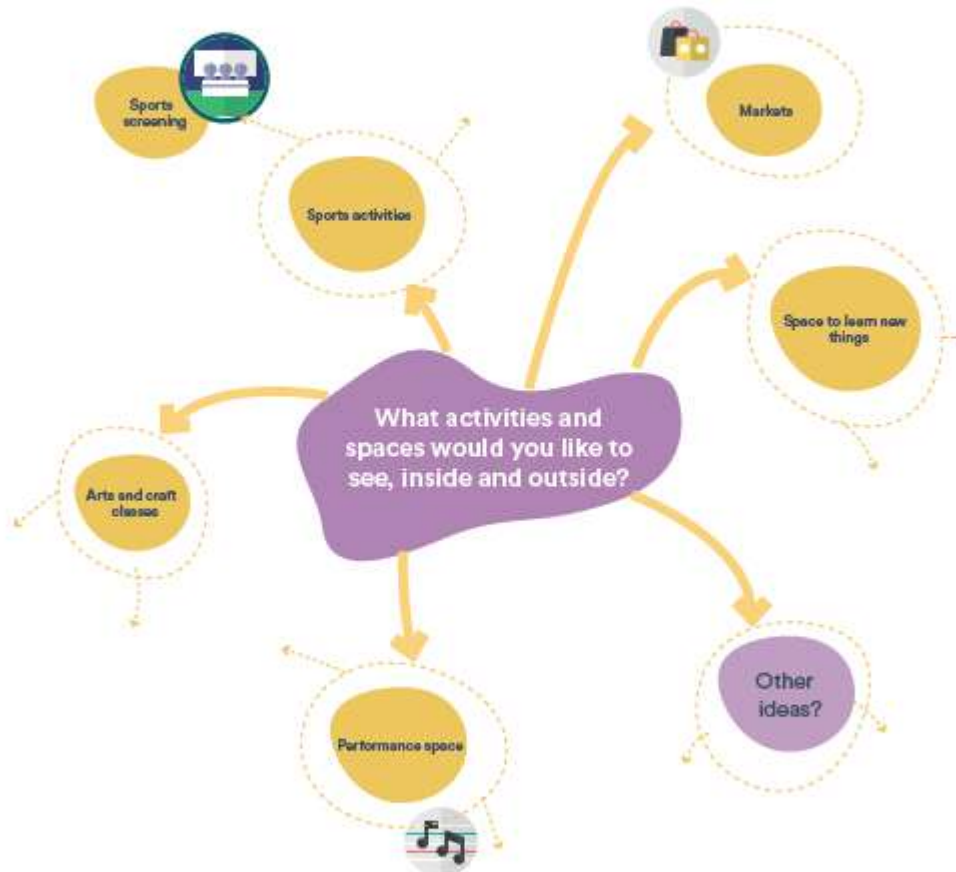 Sports
screening
Markets
Sports activities
Space to learn new
things
What activities and
spaces would you like to
see, inside and outside?
Arts and craft
classes
Other
ideas?
Performance space